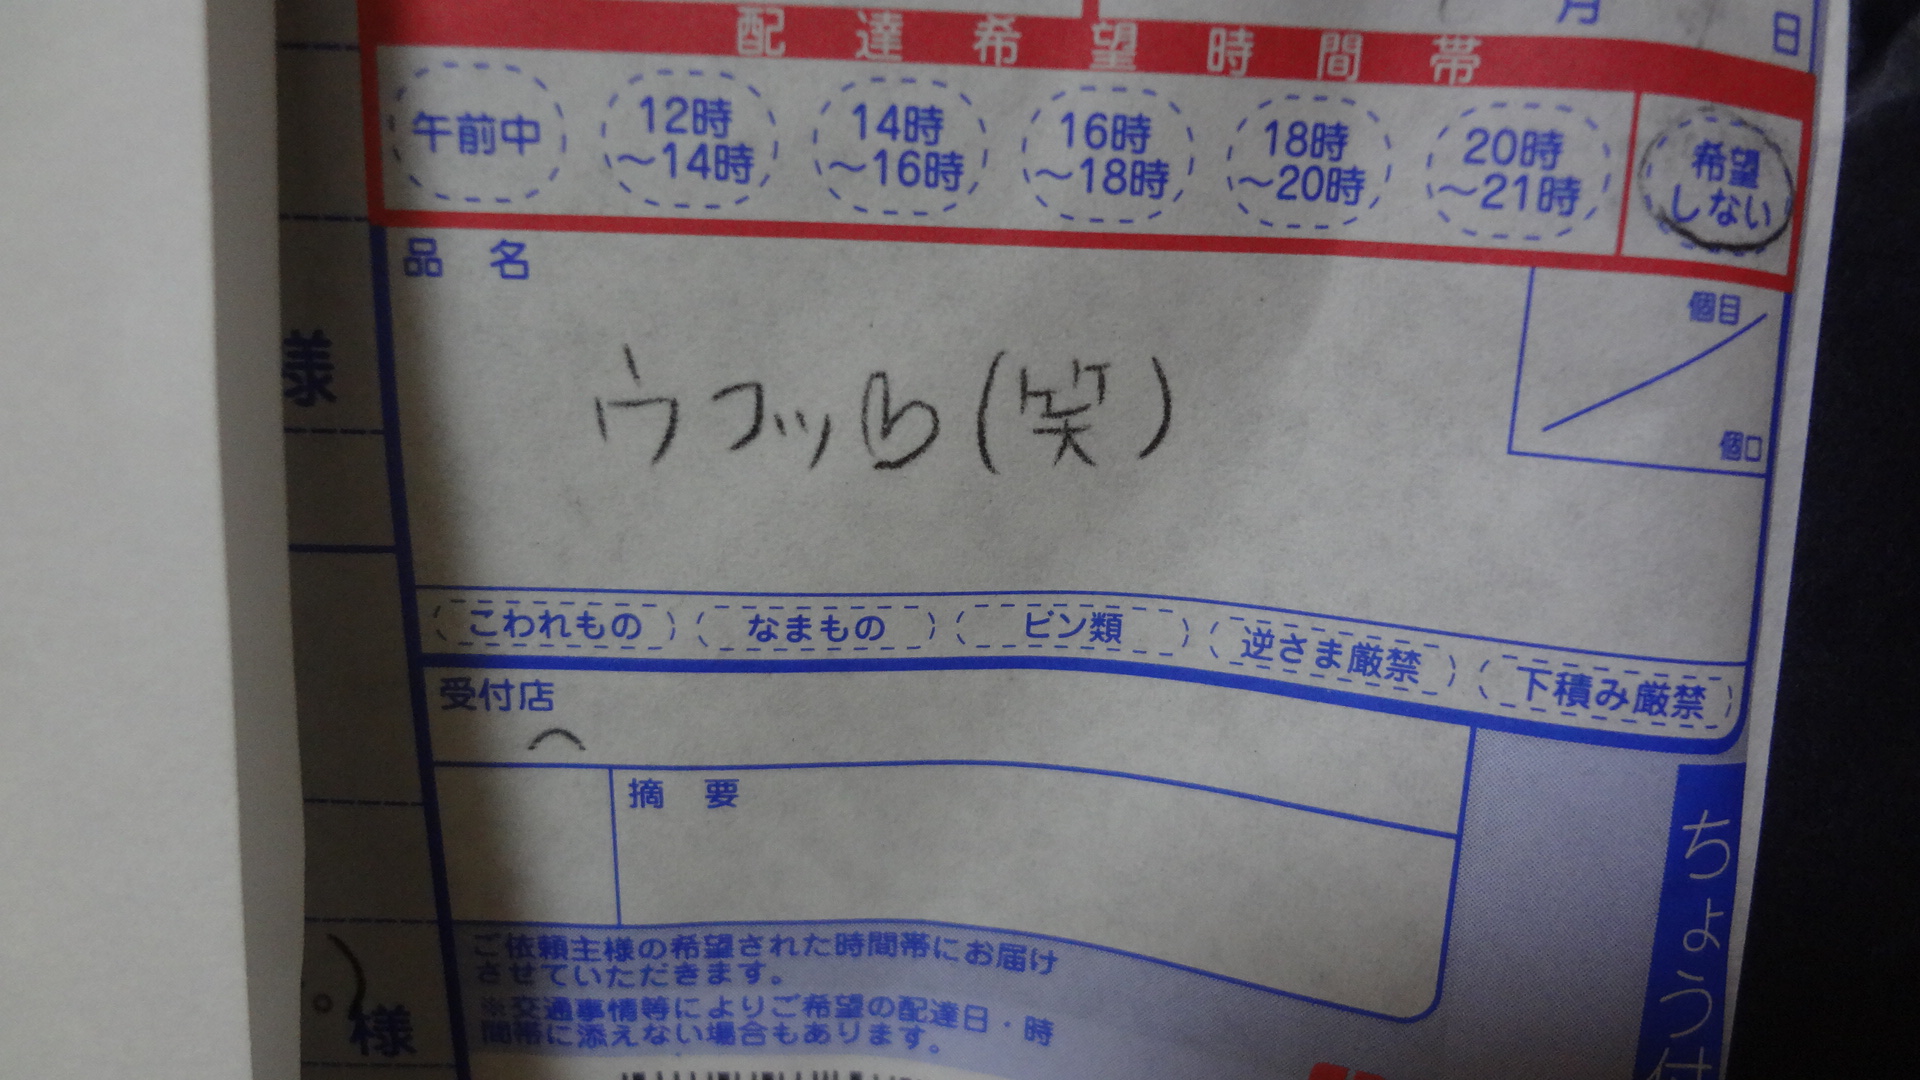 月 日
配達希望時間帯
午前中 12時～14時 14時～16時 16時～18時 18時～20時 20時～21時 希望しない
品名
個目
個口
様
(笑)
こわれもの なまもの ビン類 逆さま厳禁 下積み厳禁
受付店
摘要
ご依頼主様の希望された時間帯にお届け
させていただきます。
※交通事情等によりご希望の配達日・時
間帯に添えない場合もあります。
様
ちょう付